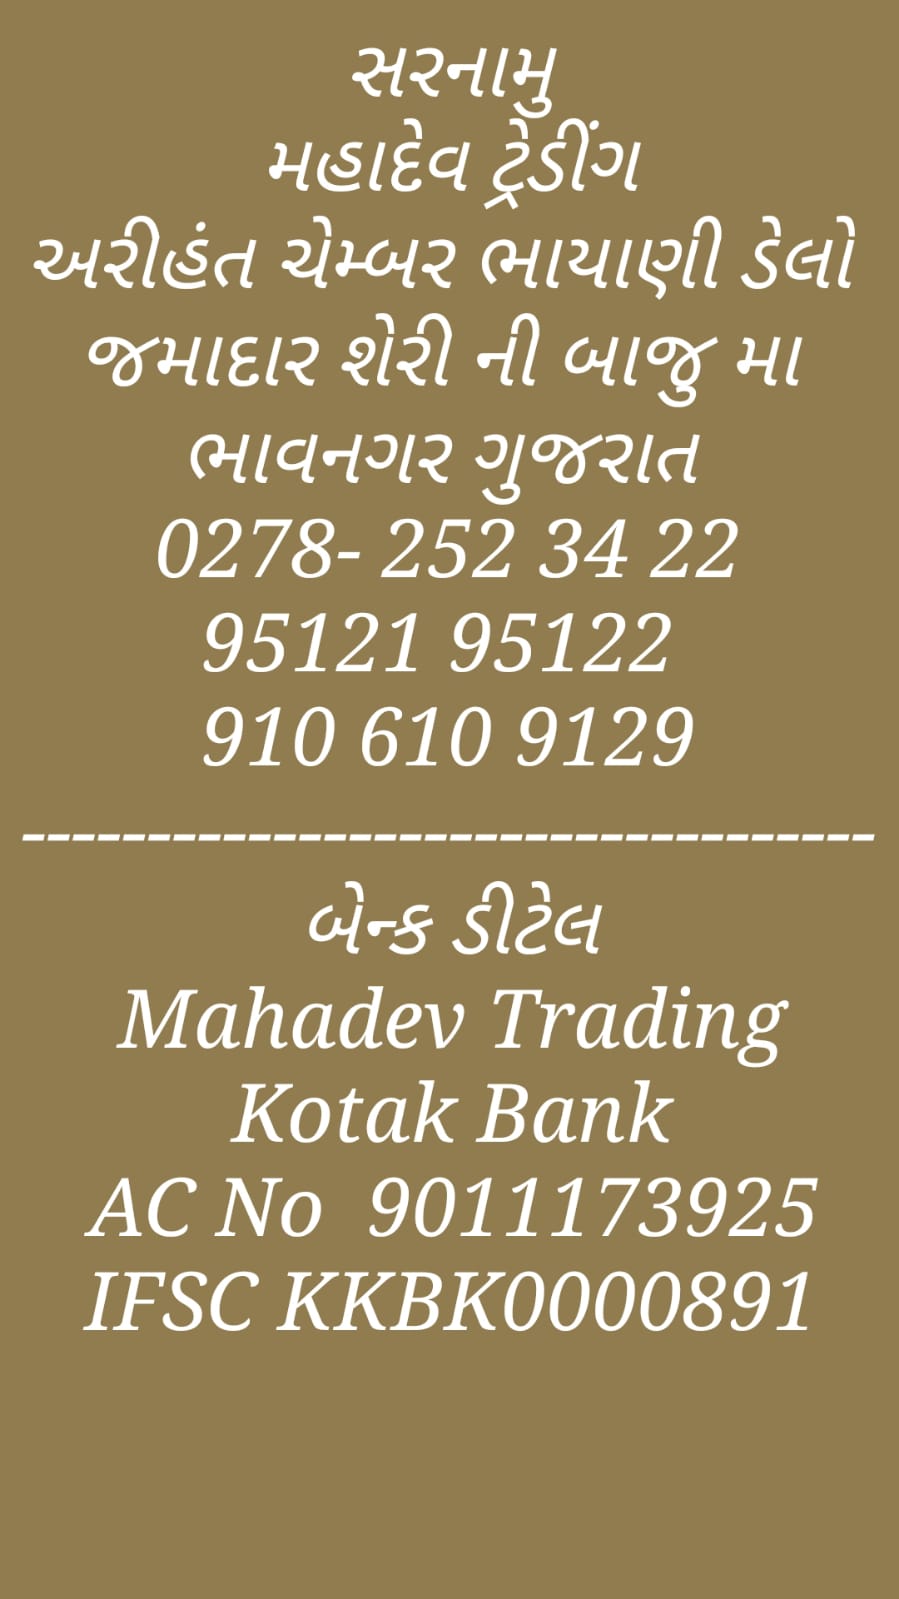 સરનામુ
મહાદેવ ટ્રેડીંગ
અરીહંત ચેમ્બર ભાયાણી ડેલો
જમાદાર શેરી ની બાજુ મા
ભાવનગર ગુજરાત
0278- 252 34 22
95121 95122
910 610 9129
----------------------------------
બેન્ક ડીટેલ
Mahadev Trading
Kotak Bank
AC No  9011173925
IFSC KKBK0000891